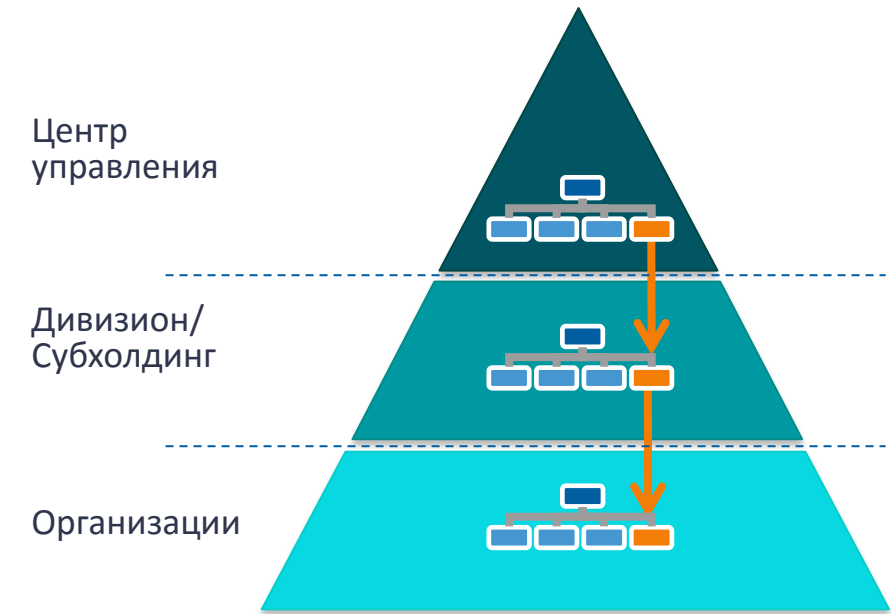 Центр
управления
Дивизион/
Субхолдинг
Организации